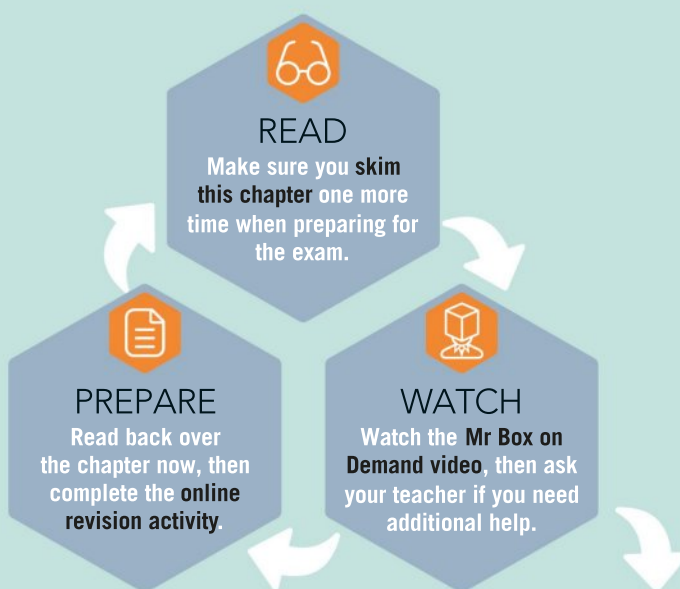 READ
Make sure you skim
this chapter one more
time when preparing for
the exam.
PREPARE
Read back over
the chapter now, then
complete the online
revision activity.
WATCH
Watch the Mr Box on
Demand video, then ask
your teacher if you need
additional help.